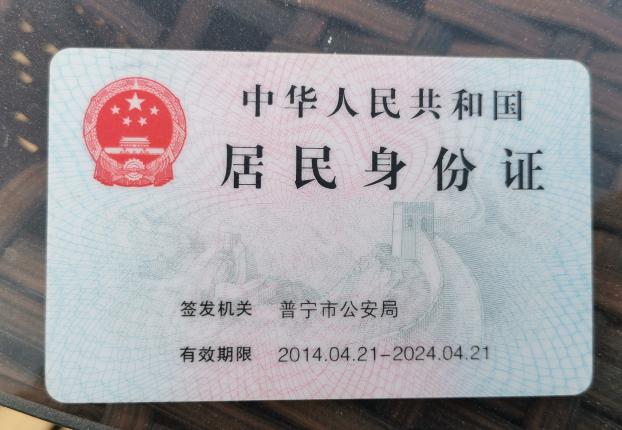 中华人民共和国
居民身份证
签发机关 普宁市公安局
有效期限 2014.04.21-2024.04.21